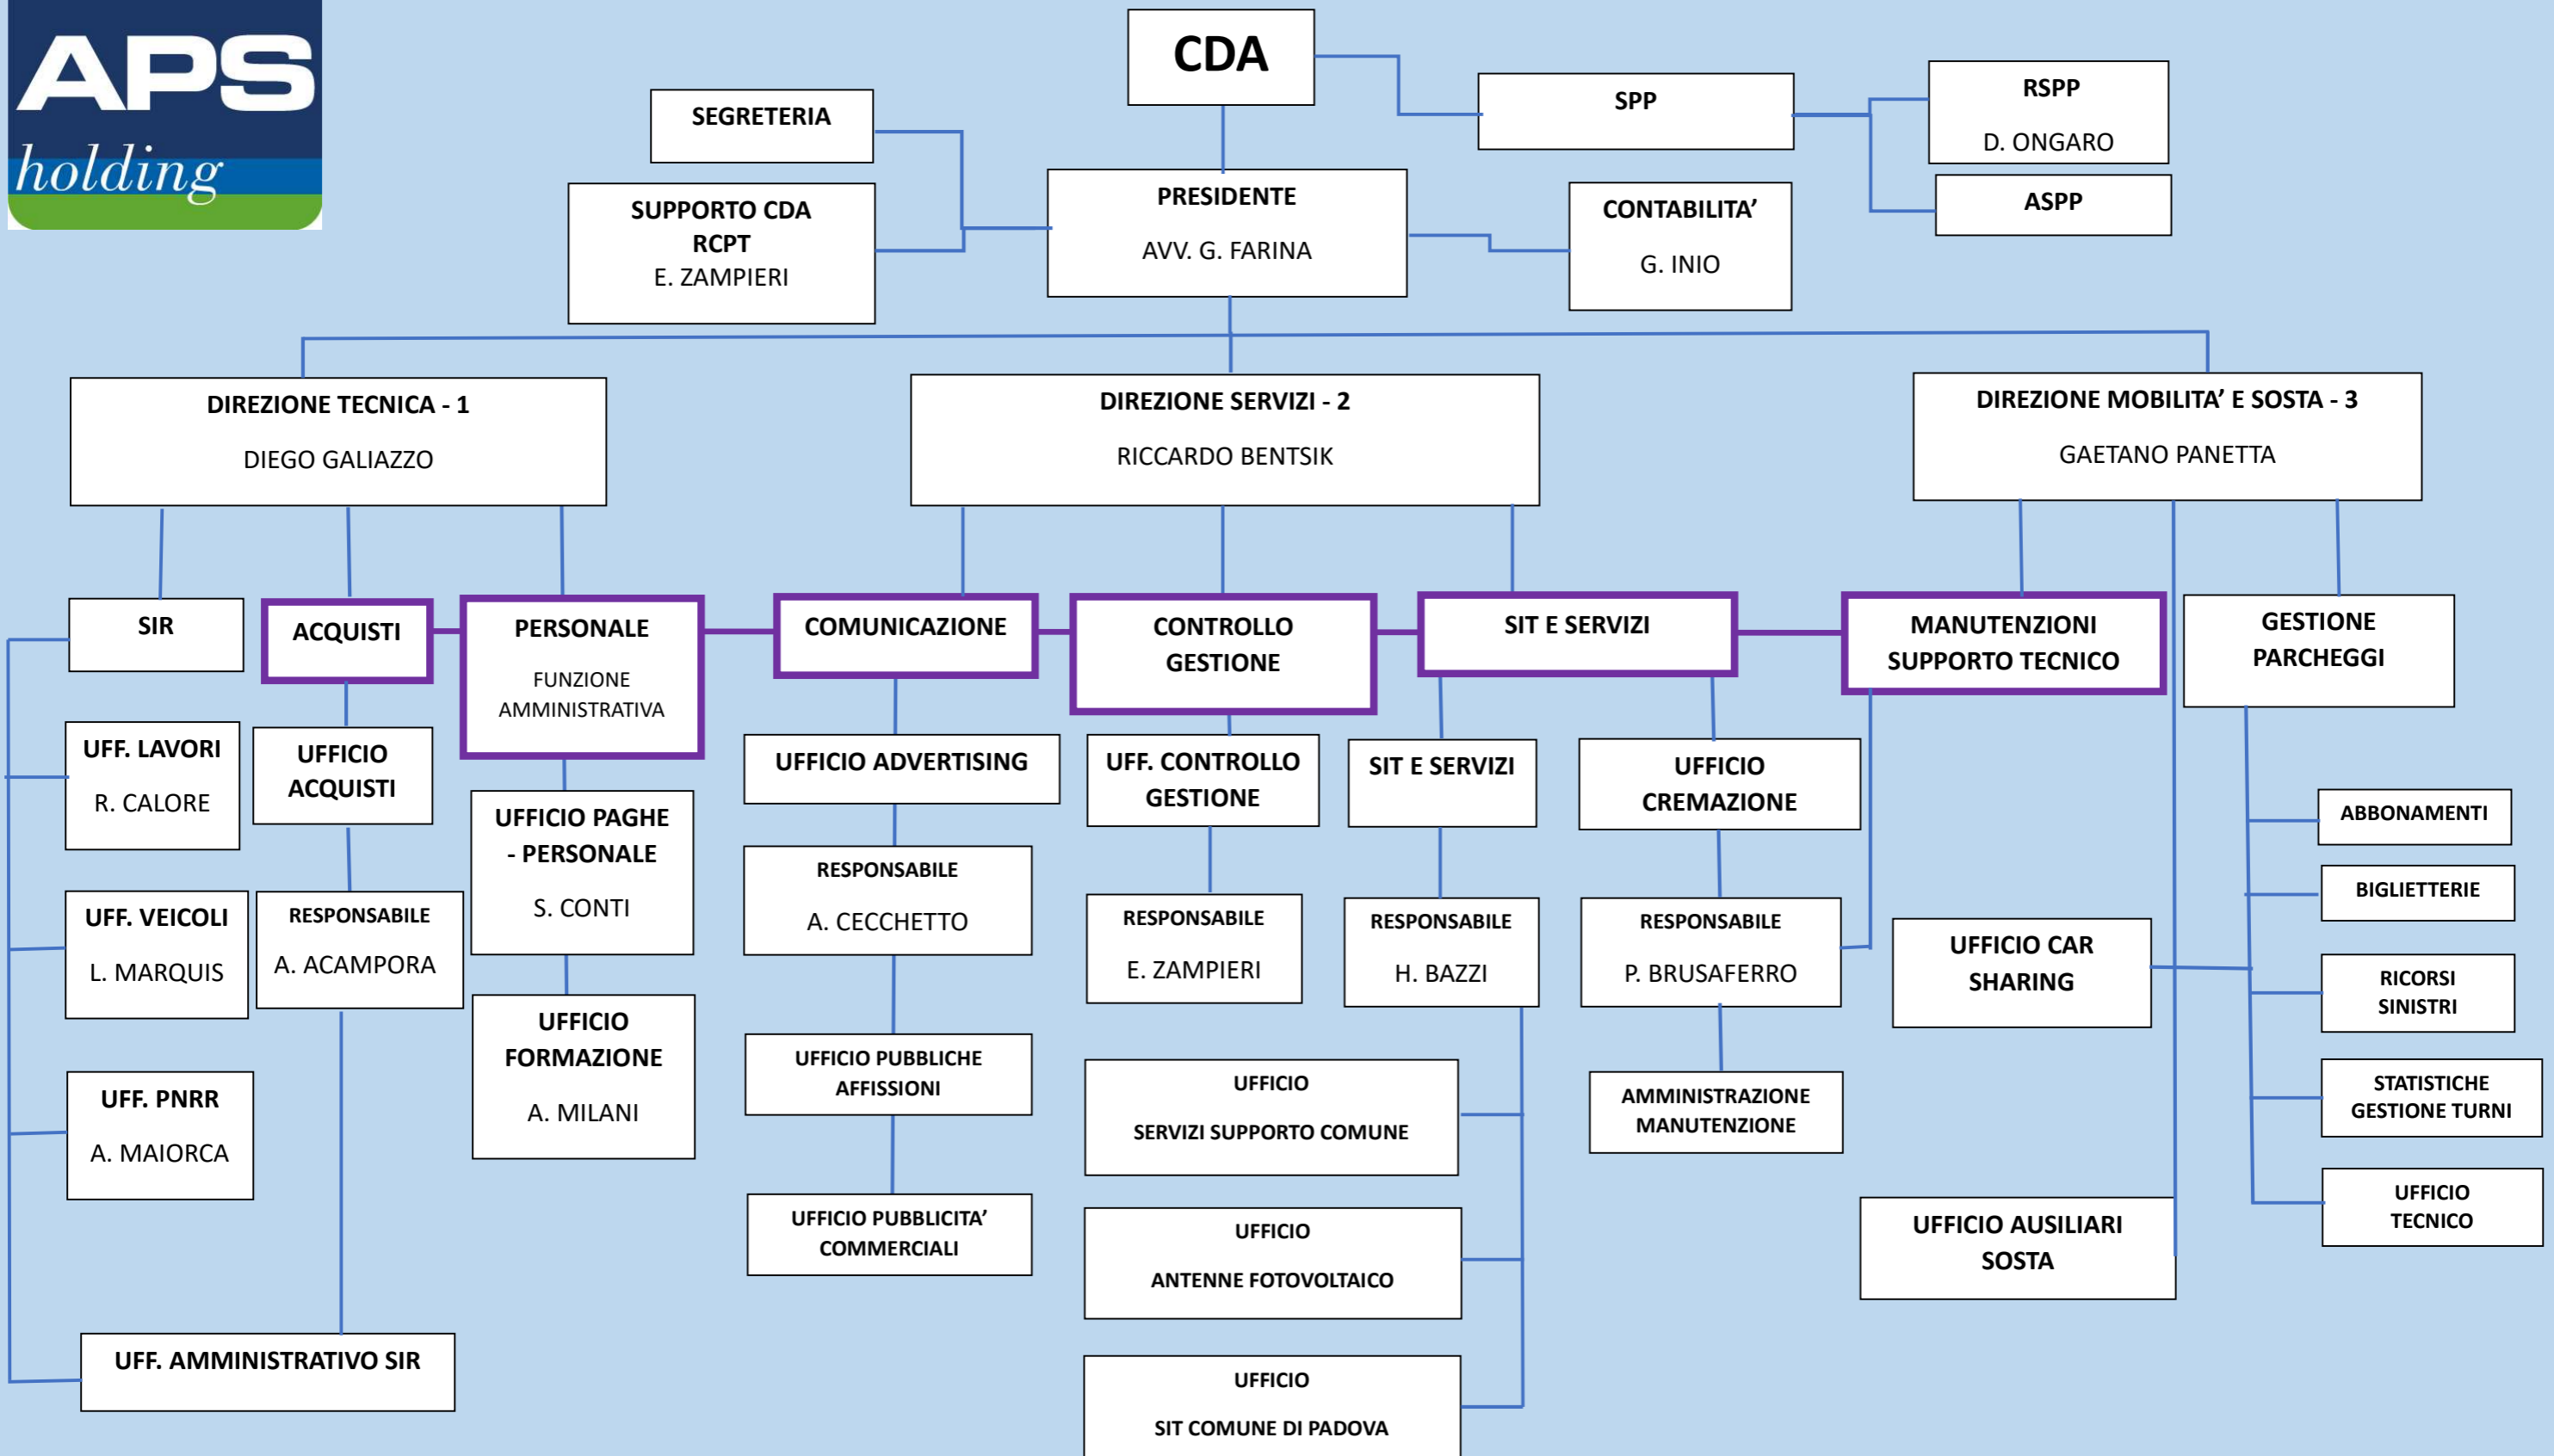 APS
holding
CDA
SEGRETERIA
SPP
RSPP
D. ONGARO
ASPP
SUPPORTO CDA
RCPT
E. ZAMPIERI
PRESIDENTE
AVV. G. FARINA
CONTABILITA’
G. INIO
DIREZIONE TECNICA - 1
DIEGO GALIAZZO
DIREZIONE SERVIZI - 2
RICCARDO BENTSIK
DIREZIONE MOBILITA’ E SOSTA - 3
GAETANO PANETTA
SIR
ACQUISTI
PERSONALE
FUNZIONE
AMMINISTRATIVA
COMUNICAZIONE
CONTROLLO
GESTIONE
SIT E SERVIZI
MANUTENZIONI
SUPPORTO TECNICO
GESTIONE
PARCHEGGI
UFF. LAVORI
R. CALORE
UFFICIO
ACQUISTI
UFFICIO PAGHE
- PERSONALE
S. CONTI
UFFICIO ADVERTISING
UFF. CONTROLLO
GESTIONE
SIT E SERVIZI
UFFICIO
CREMAZIONE
ABBONAMENTI
UFF. VEICOLI
L. MARQUIS
RESPONSABILE
A. ACAMPORA
RESPONSABILE
A. CECCHETTO
RESPONSABILE
E. ZAMPIERI
RESPONSABILE
H. BAZZI
RESPONSABILE
P. BRUSAFERRO
UFFICIO CAR
SHARING
BIGLIETTERIE
RICORSI
SINISTRI
UFF. PNRR
A. MAIORCA
UFFICIO
FORMAZIONE
A. MILANI
UFFICIO PUBBLICHE
AFFISSIONI
UFFICIO
SERVIZI SUPPORTO COMUNE
AMMINISTRAZIONE
MANUTENZIONE
STATISTICHE
GESTIONE TURNI
UFFICIO PUBBLICITA’
COMMERCIALI
UFFICIO
ANTENNE FOTOVOLTAICO
UFFICIO AUSILIARI
SOSTA
UFFICIO
TECNICO
UFF. AMMINISTRATIVO SIR
UFFICIO
SIT COMUNE DI PADOVA